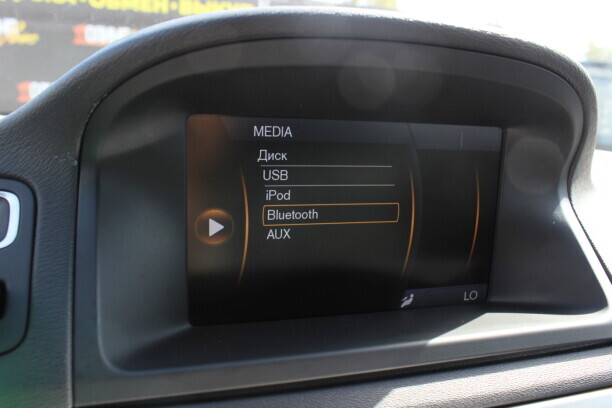 MEDIA
Диск
USB
iPod
Bluetooth
AUX
LO